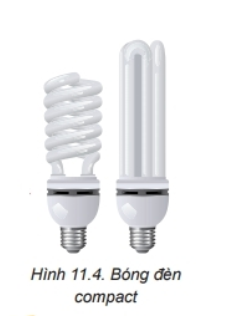 Hình 11.4. Bóng đèn
compact